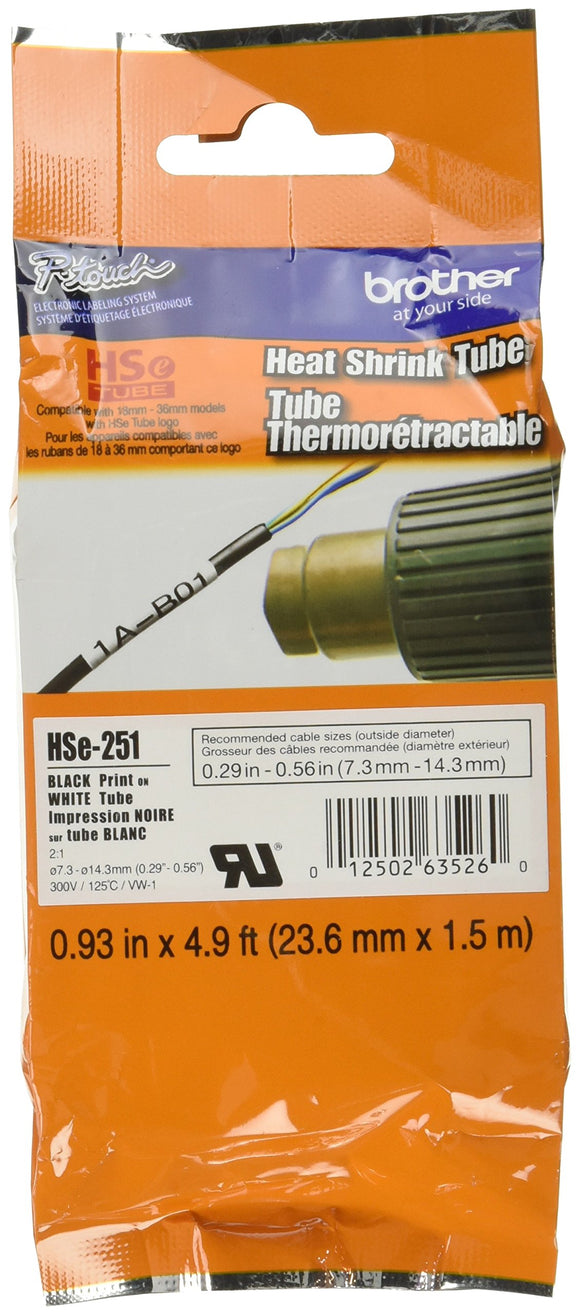 P-touch
ELECTRONIC LABELING SYSTEM
SYSTÈME D'ÉTIQUETAGE ÉLECTRONIQUE
brother
at your side
HSe
TUBE
Compatible with 18mm - 36mm models
with HSe Tube logo
Pour les appareils compatibles avec
les rubans de 18 à 36 mm comportant ce logo
Heat Shrink Tube
Tube
Thermorétractable
1A-B01
HSe-251
BLACK Print ON
WHITE Tube
Impression NOIRE
sur tube BLANC
2:1
ø7.3 - ø14.3mm (0.29"- 0.56")
300V / 125℃ / VW-1
Recommended cable sizes (outside diameter)
Grosseur des câbles recommandée (diamètre extérieur)
0.29 in - 0.56 in (7.3 mm - 14.3 mm)
RU®
0 12502 63526 0
0.93 in x 4.9 ft (23.6 mm x 1.5 m)